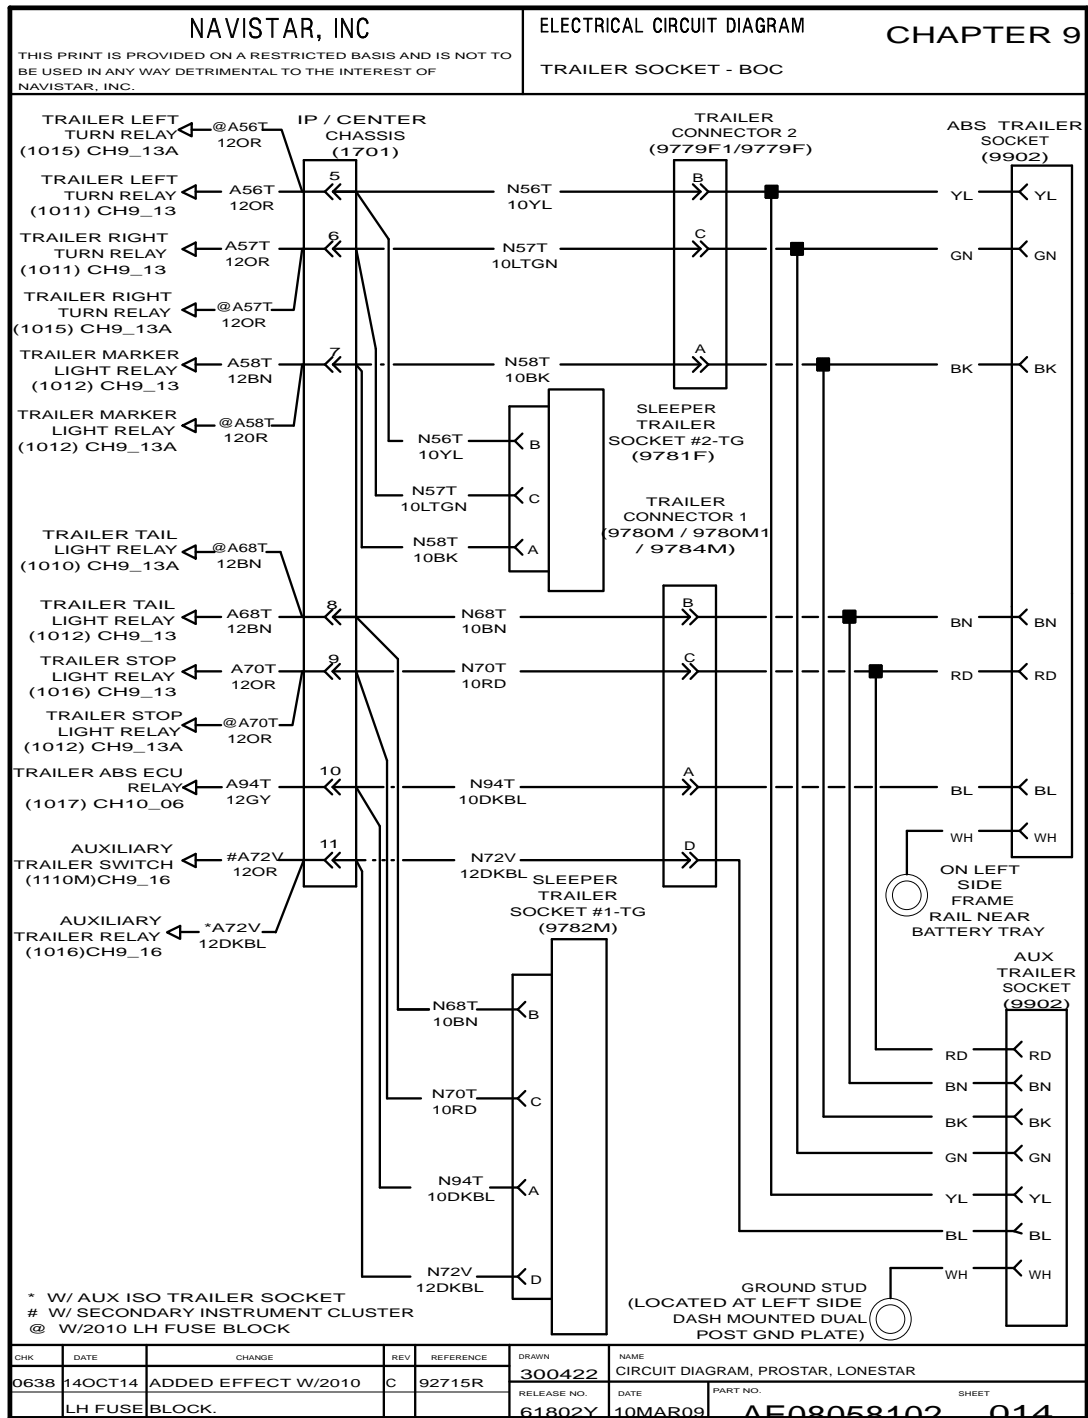 NAVISTAR, INC
THIS PRINT IS PROVIDED ON A RESTRICTED BASIS AND IS NOT TO
BE USED IN ANY WAY DETRIMENTAL TO THE INTEREST OF
NAVISTAR, INC.
ELECTRICAL CIRCUIT DIAGRAM
TRAILER SOCKET - BOC
CHAPTER 9
TRAILER LEFT
TURN RELAY
(1015) CH9_13A
@A56T
12OR
TRAILER LEFT
TURN RELAY
(1011) CH9_13
A56T
12OR
TRAILER RIGHT
TURN RELAY
(1011) CH9_13
A57T
12OR
TRAILER RIGHT
TURN RELAY
(1015) CH9_13A
@A57T
12OR
TRAILER MARKER
LIGHT RELAY
(1012) CH9_13
A58T
12BN
TRAILER MARKER
LIGHT RELAY
(1012) CH9_13A
@A58T
120R
TRAILER TAIL
LIGHT RELAY
(1010) CH9_13A
@A68T
12BN
TRAILER TAIL
LIGHT RELAY
(1012) CH9_13
A68T
12BN
TRAILER STOP
LIGHT RELAY
(1016) CH9_13
A70T
12OR
TRAILER STOP
LIGHT RELAY
(1012) CH9_13A
@A70T
12OR
TRAILER ABS ECU
RELAY
(1017) CH10_06
A94T
12GY
AUXILIARY
TRAILER SWITCH
(1110M)CH9_16
#A72V
12OR
AUXILIARY
TRAILER RELAY
(1016)CH9_16
*A72V
12DKBL
IP / CENTER
CHASSIS
(1701)
5
6
7
8
9
10
11
N56T
10YL
N57T
10LTGN
N58T
10BK
N56T
10YL
N57T
10LTGN
N58T
10BK
N68T
10BN
N70T
10RD
N94T
10DKBL
N72V
12DKBL
TRAILER
CONNECTOR 2
(9779F1/9779F)
B
C
A
SLEEPER
TRAILER
SOCKET #2-TG
(9781F)
B
C
A
TRAILER
CONNECTOR 1
(9780M / 9780M1
/ 9784M)
B
C
A
D
SLEEPER
TRAILER
SOCKET #1-TG
(9782M)
N68T
10BN
B
N70T
10RD
C
N94T
10DKBL
A
N72V
12DKBL
D
ABS TRAILER
SOCKET
(9902)
YL YL
GN GN
BK BK
BN BN
RD RD
BL BL
WH WH
ON LEFT
SIDE
FRAME
RAIL NEAR
BATTERY TRAY
AUX
TRAILER
SOCKET
(9902)
RD RD
BN BN
BK BK
GN GN
YL YL
BL BL
WH WH
GROUND STUD
(LOCATED AT LEFT SIDE
DASH MOUNTED DUAL
POST GND PLATE)
* W/ AUX ISO TRAILER SOCKET
# W/ SECONDARY INSTRUMENT CLUSTER
@ W/2010 LH FUSE BLOCK
CHK DATE CHANGE REV REFERENCE
0638 14OCT14 ADDED EFFECT W/2010 C 92715R
LH FUSE BLOCK.
DRAWN
300422
NAME
CIRCUIT DIAGRAM, PROSTAR, LONESTAR
RELEASE NO.
61802Y
DATE
10MAR09
PART NO.
AE08058102
SHEET
014